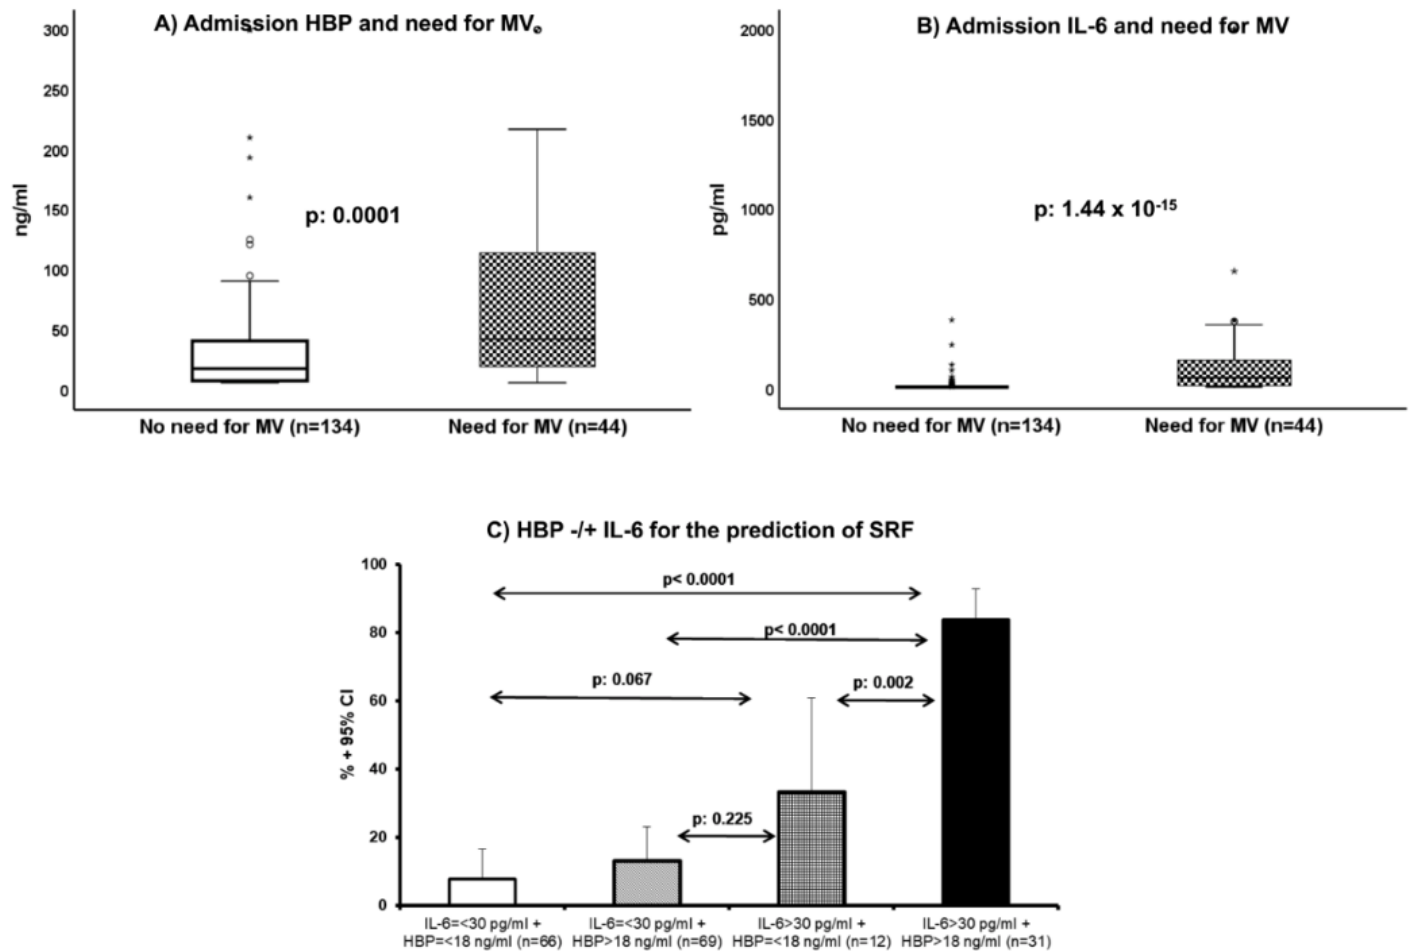 A) Admission HBP and need for MV
300
250
200
150
100
50
0
ng/ml
p: 0.0001
No need for MV (n=134)
Need for MV (n=44)
B) Admission IL-6 and need for MV
2000
1500
1000
500
0
pg/ml
p: 1.44 x 10-15
No need for MV (n=134)
Need for MV (n=44)
C) HBP -/+ IL-6 for the prediction of SRF
100
80
60
40
20
0
% + 95% CI
p< 0.0001
p< 0.0001
p: 0.067
p: 0.002
p: 0.225
IL-6=<30 pg/ml +
HBP=<18 ng/ml (n=66)
IL-6=<30 pg/ml +
HBP>18 ng/ml (n=69)
IL-6>30 pg/ml +
HBP=<18 ng/ml (n=12)
IL-6>30 pg/ml +
HBP>18 ng/ml (n=31)